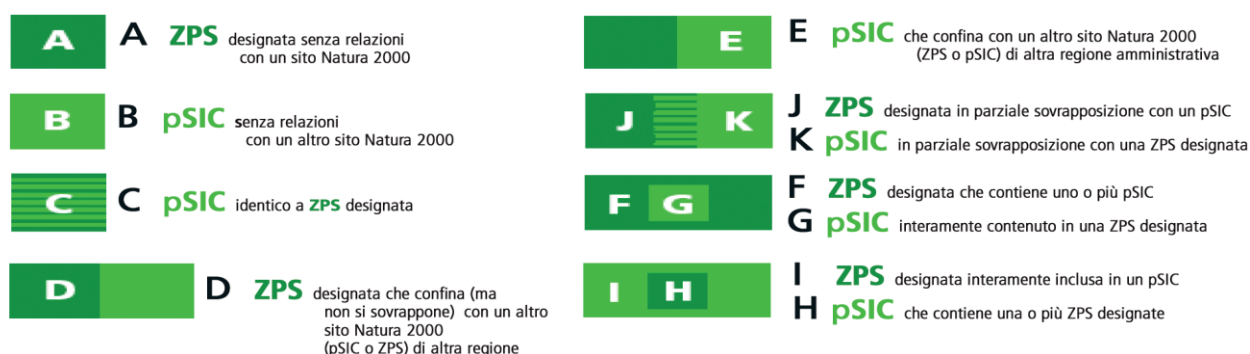 A A ZPS designata senza relazioni
con un sito Natura 2000
B B pSIC senza relazioni
con un altro sito Natura 2000
C C pSIC identico a ZPS designata
D D ZPS designata che confina (ma
non si sovrappone) con un altro
sito Natura 2000
(pSIC o ZPS) di altra regione
E E pSIC che confina con un altro sito Natura 2000
(ZPS o pSIC) di altra regione amministrativa
J K J ZPS designata in parziale sovrapposizione con un pSIC
K pSIC in parziale sovrapposizione con una ZPS designata
F G F ZPS designata che contiene uno o più pSIC
G pSIC interamente contenuto in una ZPS designata
I H I ZPS designata interamente inclusa in un pSIC
H pSIC che contiene una o più ZPS designate